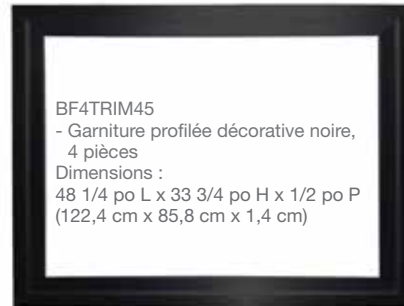 BF4TRIM45
- Garniture profilée décorative noire,
4 pièces
Dimensions :
48 1/4 po L x 33 3/4 po H x 1/2 po P
(122,4 cm x 85,8 cm x 1,4 cm)